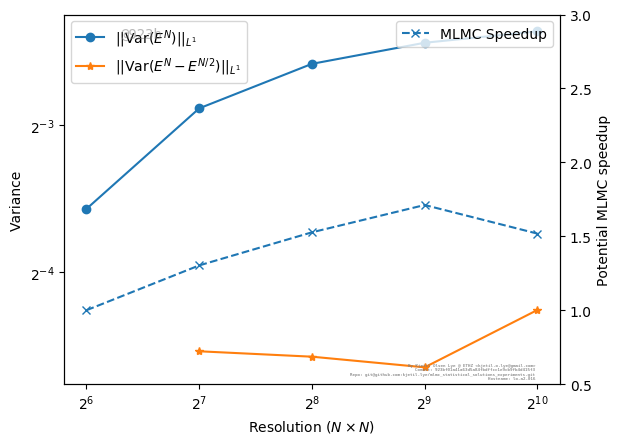 ||Var(E^N)||_{L^1}
||Var(E^N − E^{N/2})||_{L^1}
MLMC Speedup
3.0
2.5
2.0
1.5
1.0
0.5
2^{-3}
2^{-4}
Variance
Potential MLMC speedup
2^6
2^7
2^8
2^9
2^{10}
Resolution (N × N)